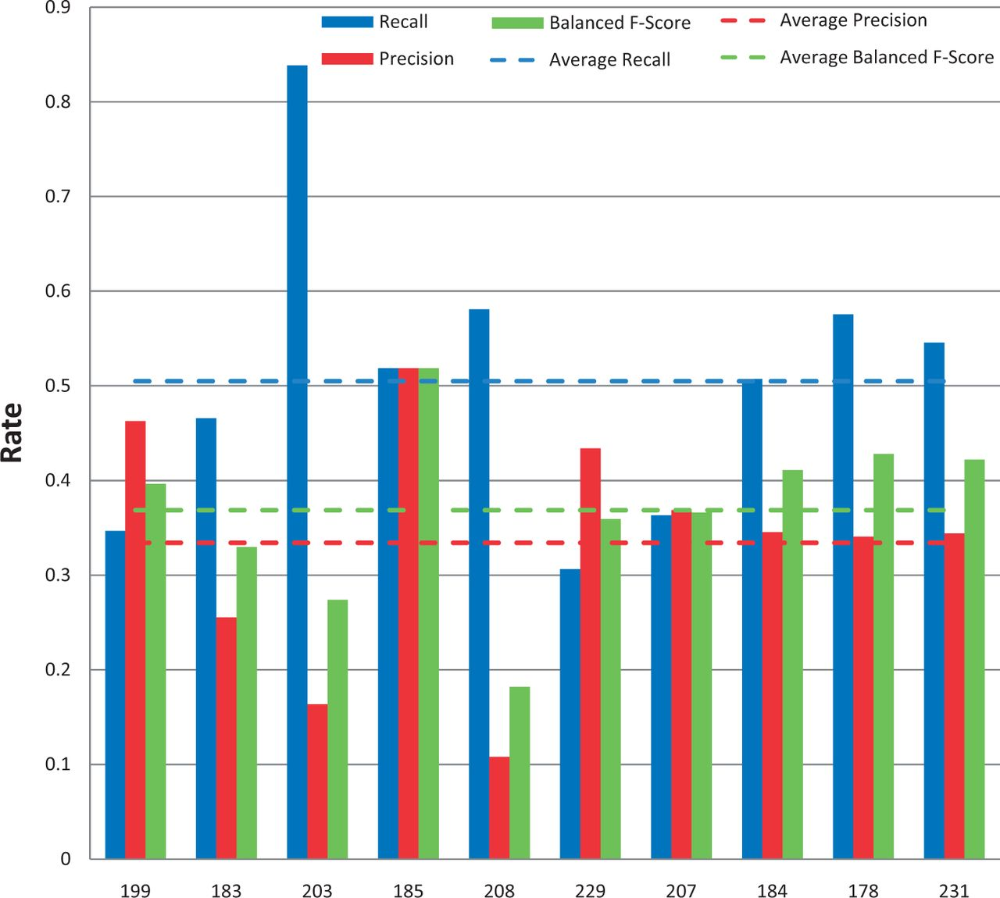 Recall
Balanced F-Score
Average Precision
Precision
Average Recall
Average Balanced F-Score
0.9
0.8
0.7
0.6
0.5
0.4
0.3
0.2
0.1
0
Rate
199 183 203 185 208 229 207 184 178 231